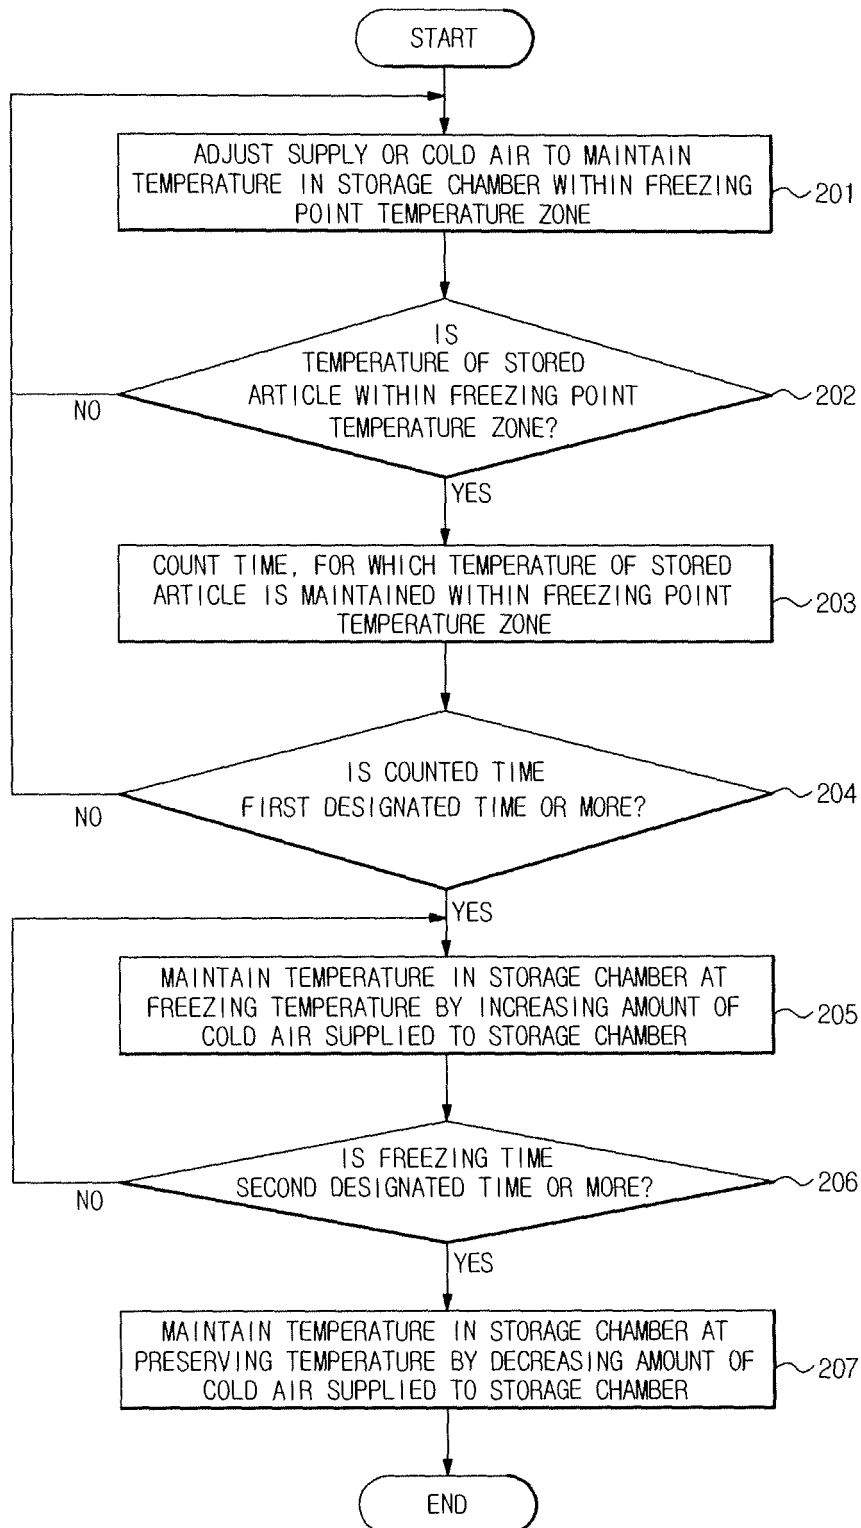 START
ADJUST SUPPLY OR COLD AIR TO MAINTAIN
TEMPERATURE IN STORAGE CHAMBER WITHIN FREEZING
POINT TEMPERATURE ZONE
201
IS
TEMPERATURE OF STORED
ARTICLE WITHIN FREEZING POINT
TEMPERATURE ZONE?
202
NO
YES
COUNT TIME, FOR WHICH TEMPERATURE OF STORED
ARTICLE IS MAINTAINED WITHIN FREEZING POINT
TEMPERATURE ZONE
203
IS COUNTED TIME
FIRST DESIGNATED TIME OR MORE?
204
NO
YES
MAINTAIN TEMPERATURE IN STORAGE CHAMBER AT
FREEZING TEMPERATURE BY INCREASING AMOUNT OF
COLD AIR SUPPLIED TO STORAGE CHAMBER
205
IS FREEZING TIME
SECOND DESIGNATED TIME OR MORE?
206
NO
YES
MAINTAIN TEMPERATURE IN STORAGE CHAMBER AT
PRESERVING TEMPERATURE BY DECREASING AMOUNT OF
COLD AIR SUPPLIED TO STORAGE CHAMBER
207
END